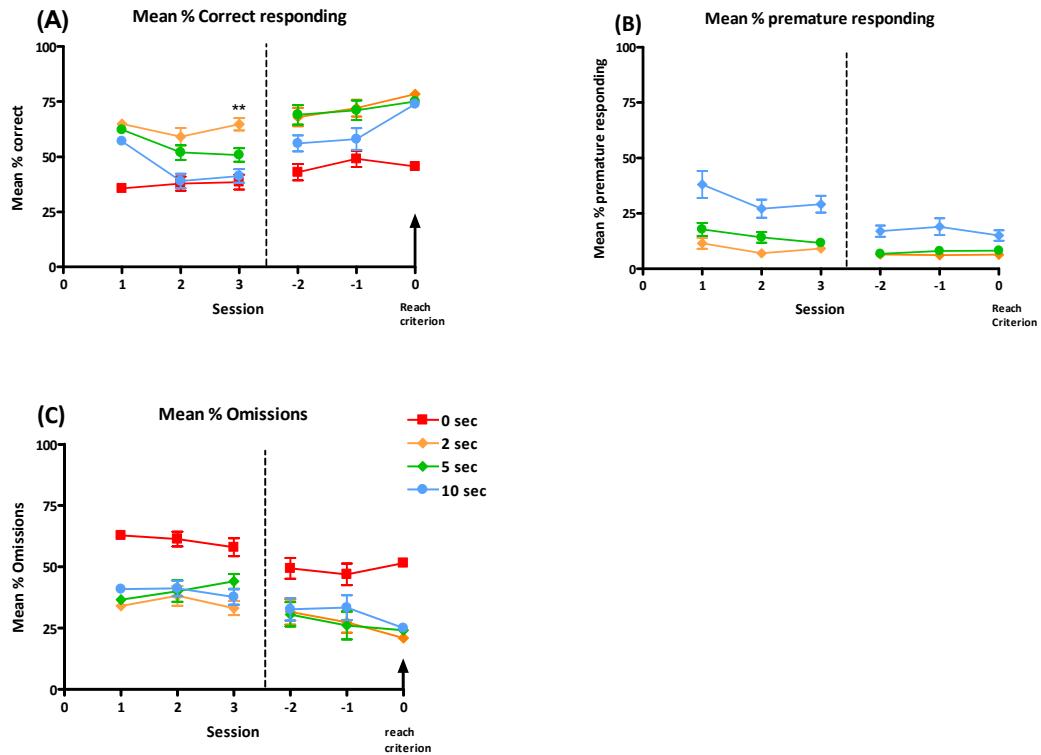 (A)
Mean % Correct responding
Mean % correct
100
75
50
25
0
**
0
1
2
3
-2
-1
0
Session
Reach
criterion
(B)
Mean % premature responding
Mean % premature responding
100
75
50
25
0
0
1
2
3
-2
-1
0
Session
Reach
Criterion
(C)
Mean % Omissions
Mean % Omissions
100
75
50
25
0
0
1
2
3
-2
-1
0
Session
reach
criterion
0 sec
2 sec
5 sec
10 sec